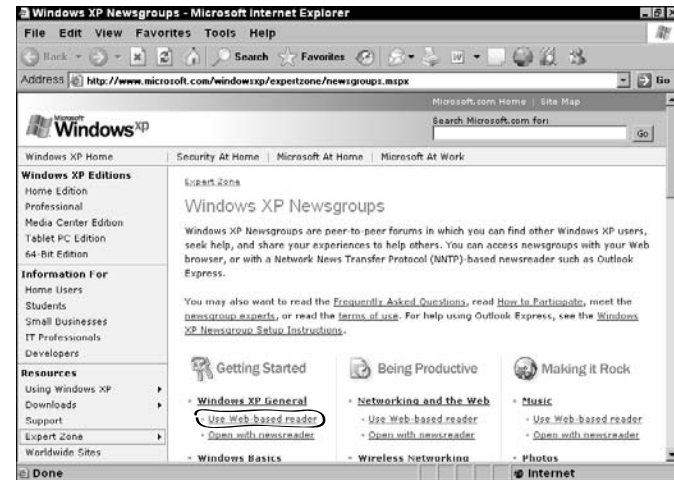 Windows XP Newsgroups - Microsoft Internet Explorer
File Edit View Favorites Tools Help
Back Search Favorites
Address http://www.microsoft.com/windowsxp/expertzone/newsgroups.mspx Go
Microsoft.com Home | Site Map
Microsoft
Windows XP
Search Microsoft.com for:
Go
Windows XP Home | Security At Home | Microsoft At Home | Microsoft At Work
Windows XP Editions
Home Edition
Professional
Media Center Edition
Tablet PC Edition
64-Bit Edition
Information For
Home Users
Students
Small Businesses
IT Professionals
Developers
Resources
Using Windows XP
Downloads
Support
Expert Zone
Worldwide Sites
Expert Zone
Windows XP Newsgroups
Windows XP Newsgroups are peer-to-peer forums in which you can find other Windows XP users,
seek help, and share your experiences to help others. You can access newsgroups with your Web
browser, or with a Network News Transfer Protocol (NNTP)-based newsreader such as Outlook
Express.
You may also want to read the Frequently Asked Questions, read How to Participate, meet the
newsgroup experts, or read the terms of use. For help using Outlook Express, see the Windows
XP Newsgroup Setup Instructions.
Getting Started
- Windows XP General
- Use Web-based reader
- Open with newsreader
- Windows Basics
Being Productive
- Networking and the Web
- Use Web-based reader
- Open with newsreader
- Wireless Networking
Making it Rock
- Music
- Use Web-based reader
- Open with newsreader
- Photos
Done Internet